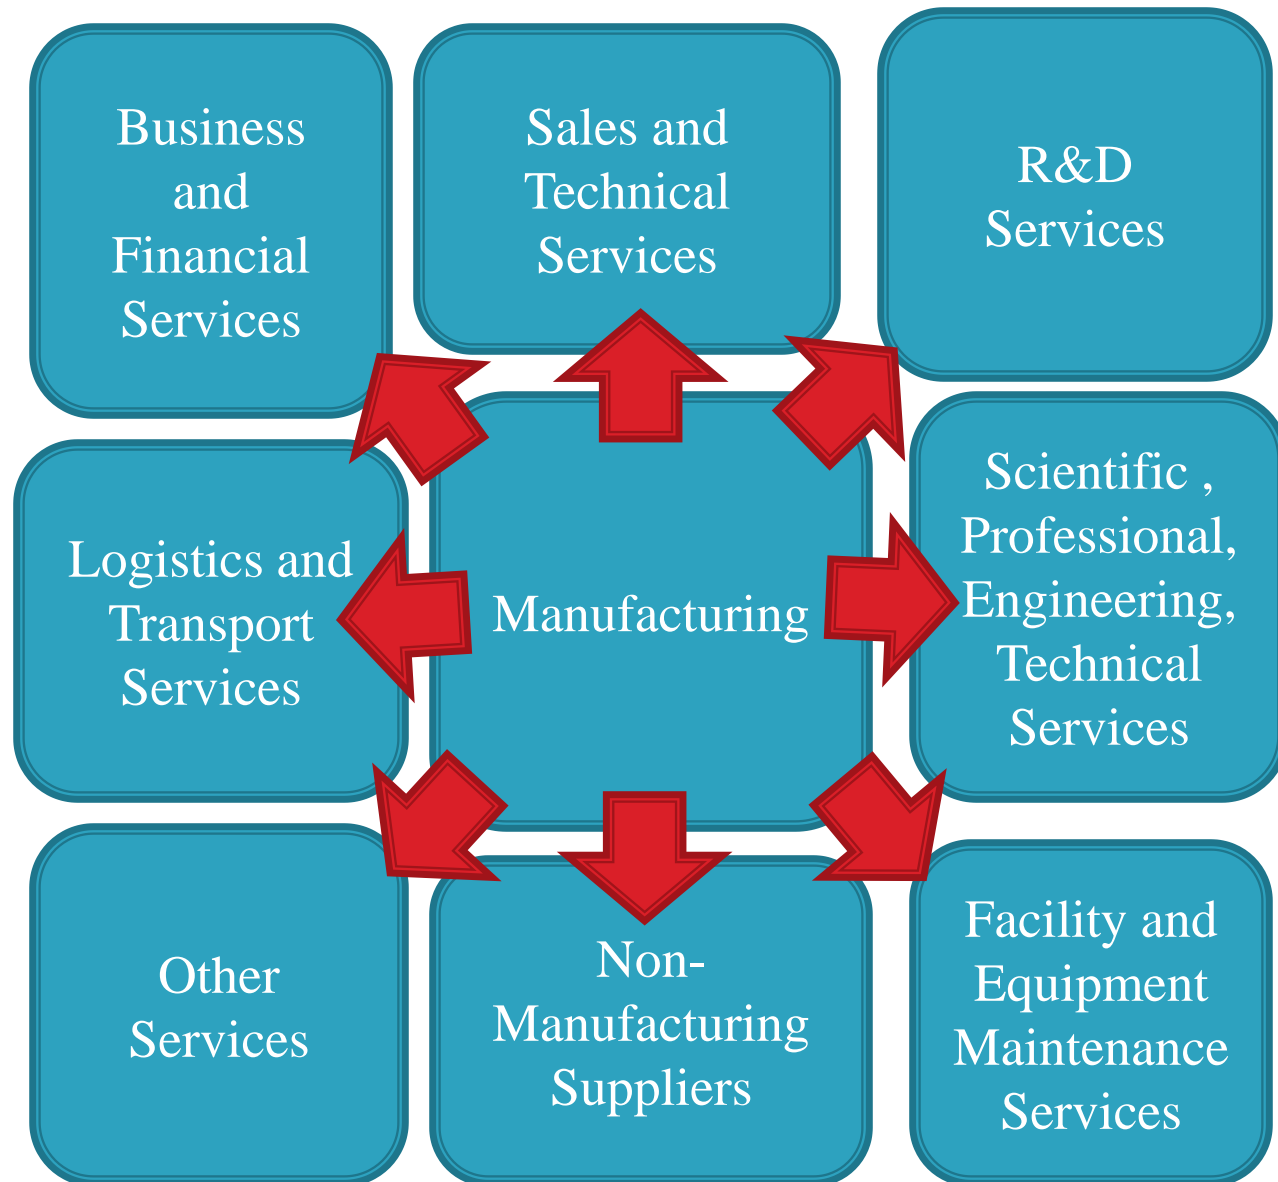 Business
and
Financial
Services
Sales and
Technical
Services
R&D
Services
Logistics and
Transport
Services
Manufacturing
Scientific ,
Professional,
Engineering,
Technical
Services
Other
Services
Non-
Manufacturing
Suppliers
Facility and
Equipment
Maintenance
Services